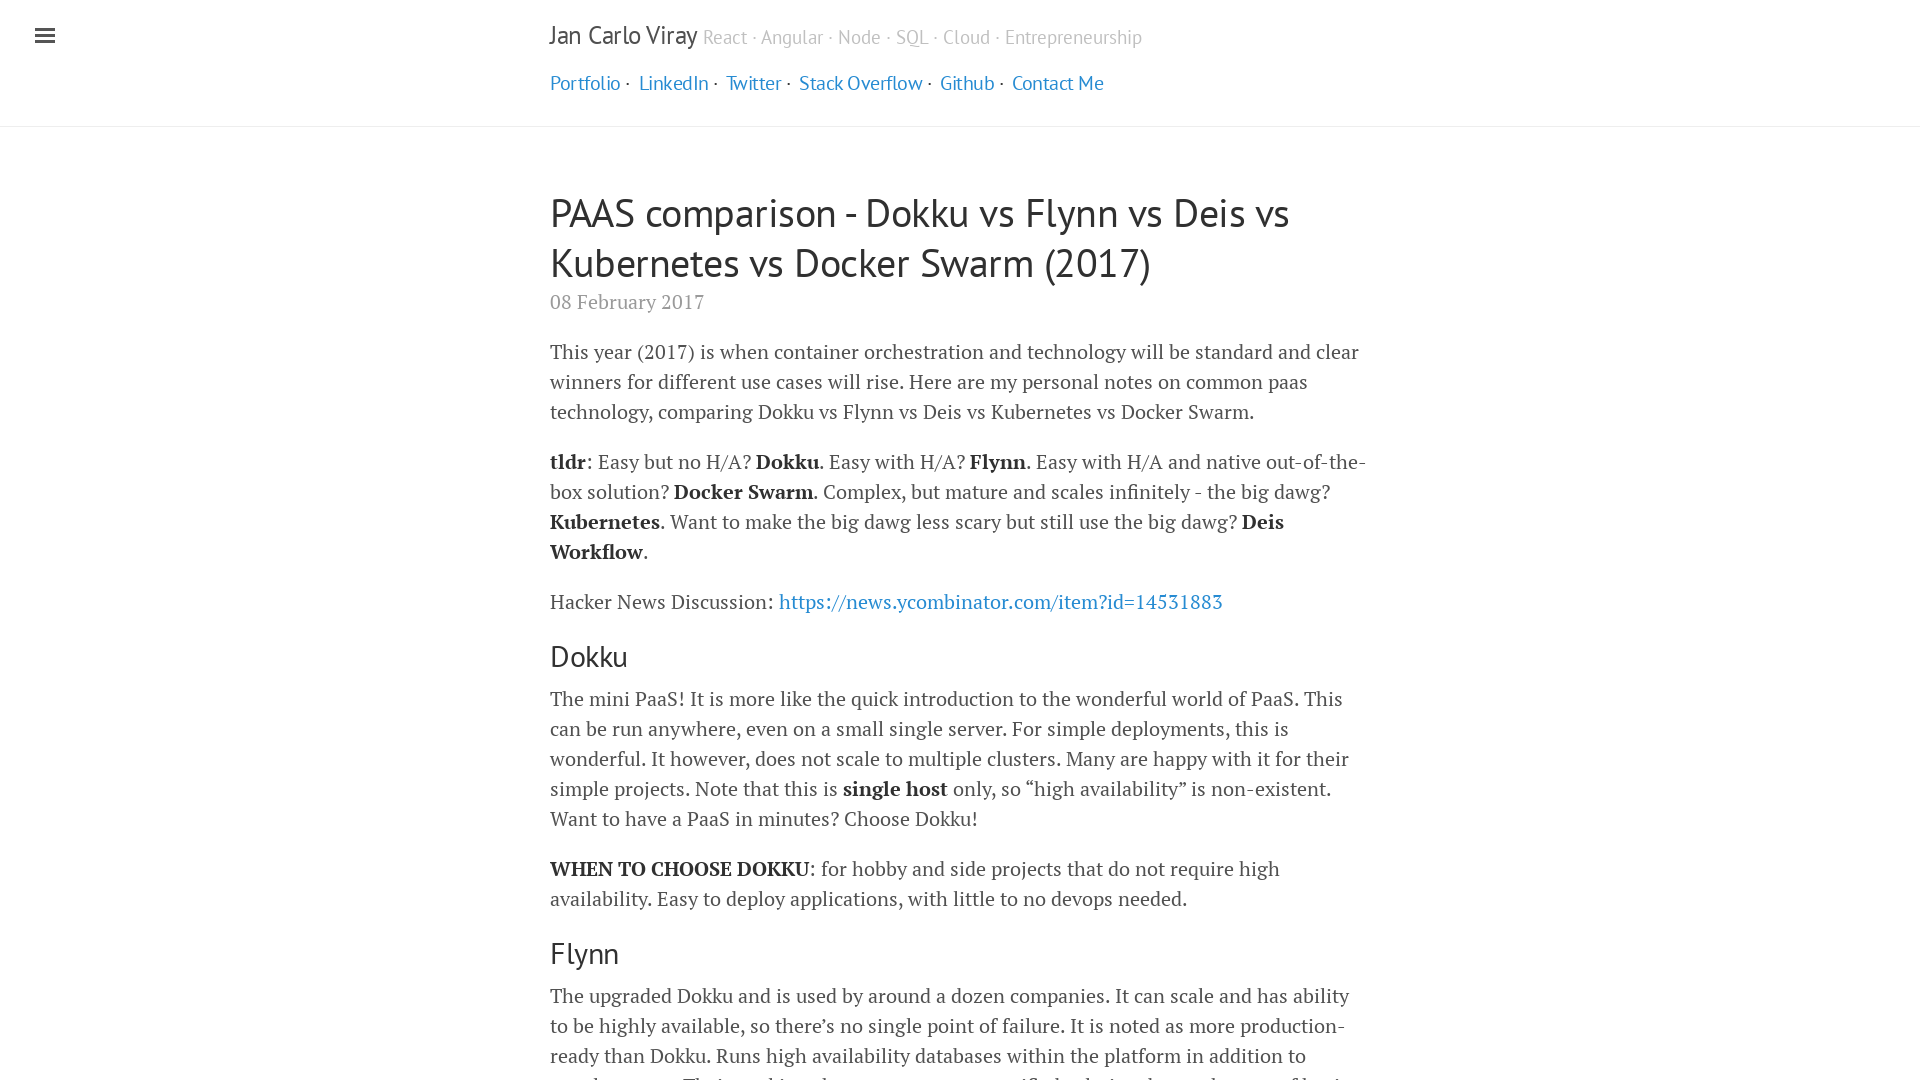 Jan Carlo Viray React · Angular · Node · SQL · Cloud · Entrepreneurship
Portfolio · LinkedIn · Twitter · Stack Overflow · Github · Contact Me
PAAS comparison - Dokku vs Flynn vs Deis vs
Kubernetes vs Docker Swarm (2017)
08 February 2017
This year (2017) is when container orchestration and technology will be standard and clear
winners for different use cases will rise. Here are my personal notes on common paas
technology, comparing Dokku vs Flynn vs Deis vs Kubernetes vs Docker Swarm.
tldr: Easy but no H/A? Dokku. Easy with H/A? Flynn. Easy with H/A and native out-of-the-
box solution? Docker Swarm. Complex, but mature and scales infinitely - the big dawg?
Kubernetes. Want to make the big dawg less scary but still use the big dawg? Deis
Workflow.
Hacker News Discussion: https://news.ycombinator.com/item?id=14531883
Dokku
The mini PaaS! It is more like the quick introduction to the wonderful world of PaaS. This
can be run anywhere, even on a small single server. For simple deployments, this is
wonderful. It however, does not scale to multiple clusters. Many are happy with it for their
simple projects. Note that this is single host only, so “high availability” is non-existent.
Want to have a PaaS in minutes? Choose Dokku!
WHEN TO CHOOSE DOKKU: for hobby and side projects that do not require high
availability. Easy to deploy applications, with little to no devops needed.
Flynn
The upgraded Dokku and is used by around a dozen companies. It can scale and has ability
to be highly available, so there’s no single point of failure. It is noted as more production-
ready than Dokku. Runs high availability databases within the platform in addition to